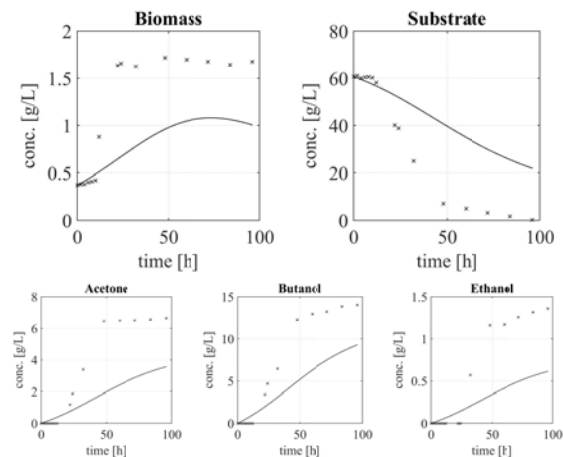 Biomass
Substrate
2
1.5
1
0.5
0
conc. [g/L]
0
50
100
time [h]
80
60
40
20
0
conc. [g/L]
0
50
100
time [h]
Acetone
Butanol
Ethanol
8
6
4
2
0
conc. [g/L]
0
50
100
time [h]
15
10
5
0
conc. [g/L]
0
50
100
time [h]
1.5
1
0.5
0
conc. [g/L]
0
50
100
time [h]